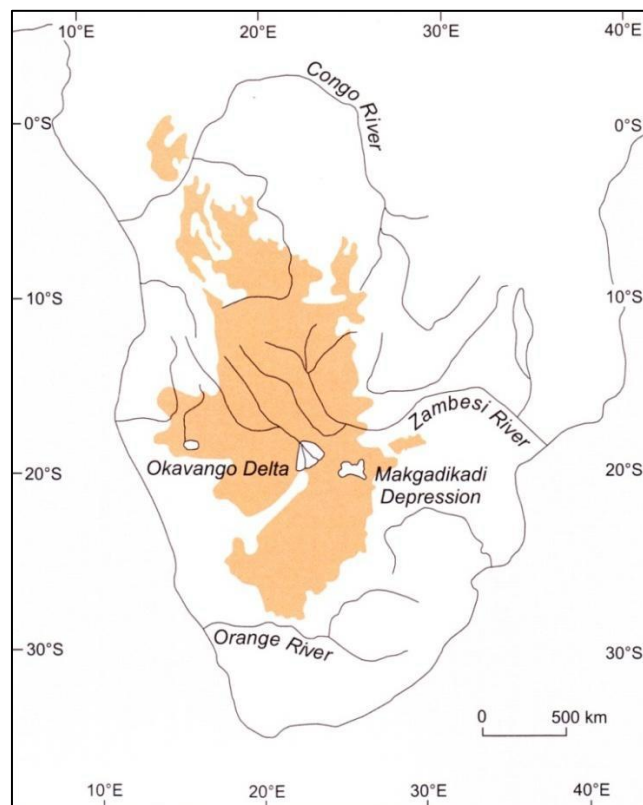 10°E 20°E 30°E 40°E
Congo
River
0°S 0°S
10°S 10°S
Zambesi River
20°S 20°S
Okavango Delta
Makgadikadi
Depression
Orange River
30°S 30°S
0 500 km
10°E 20°E 30°E 40°E